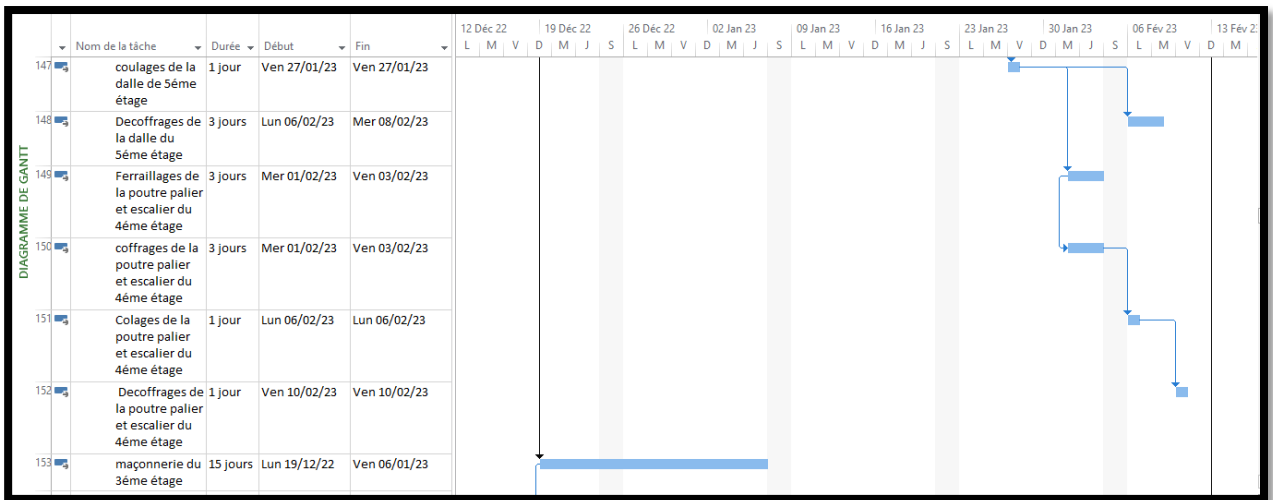 12 Déc 22 19 Déc 22 26 Déc 22 02 Jan 23 09 Jan 23 16 Jan 23 23 Jan 23 30 Jan 23 06 Fév 23 13 Fév 2
Nom de la tâche Durée Début Fin L M V D M J S L M V D M J S L M V D M J S L M V D M J S L M V D M
147 coulages de la 1 jour Ven 27/01/23 Ven 27/01/23
dalle de 5éme
étage
148 Decoffrages de 3 jours Lun 06/02/23 Mer 08/02/23
la dalle du
5éme étage
149 Ferraillages de 3 jours Mer 01/02/23 Ven 03/02/23
la poutre palier
et escalier du
4éme étage
150 coffrages de la 3 jours Mer 01/02/23 Ven 03/02/23
poutre palier
et escalier du
4éme étage
151 Colages de la 1 jour Lun 06/02/23 Lun 06/02/23
poutre palier
et escalier du
4éme étage
152 Decoffrages de 1 jour Ven 10/02/23 Ven 10/02/23
la poutre palier
et escalier du
4éme étage
153 maçonnerie du 15 jours Lun 19/12/22 Ven 06/01/23
3éme étage
DIAGRAMME DE GANTT